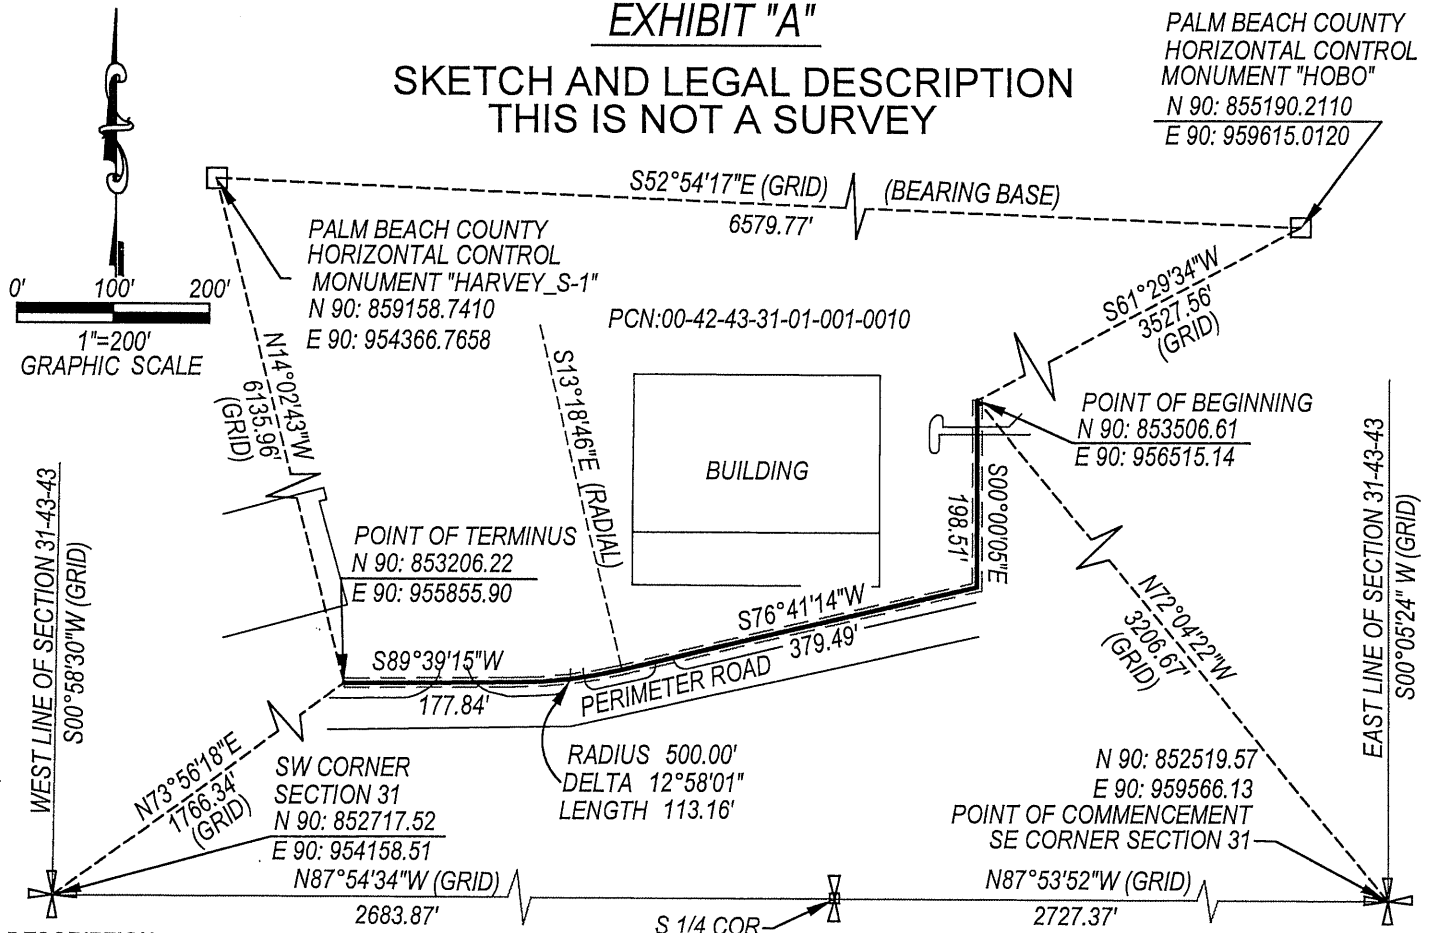 EXHIBIT "A"
SKETCH AND LEGAL DESCRIPTION
THIS IS NOT A SURVEY
PALM BEACH COUNTY
HORIZONTAL CONTROL
MONUMENT "HOBO"
N 90: 855190.2110
E 90: 959615.0120
S52°54'17"E (GRID)
(BEARING BASE)
6579.77'
PALM BEACH COUNTY
HORIZONTAL CONTROL
MONUMENT "HARVEY_S-1"
N 90: 859158.7410
E 90: 954366.7658
0' 100' 200'
1"=200'
GRAPHIC SCALE
PCN:00-42-43-31-01-001-0010
S61°29'34"W
3527.56'
(GRID)
N14°02'43"W
6135.96'
(GRID)
S13°18'46"E (RADIAL)
BUILDING
POINT OF BEGINNING
N 90: 853506.61
E 90: 956515.14
S00°00'05"E
198.51'
POINT OF TERMINUS
N 90: 853206.22
E 90: 955855.90
WEST LINE OF SECTION 31-43-43
S00°58'30"W (GRID)
EAST LINE OF SECTION 31-43-43
S00°05'24" W (GRID)
N72°04'22"W
3206.67'
(GRID)
S76°41'14"W
379.49'
S89°39'15"W
177.84'
PERIMETER ROAD
RADIUS 500.00'
DELTA 12°58'01"
LENGTH 113.16'
N73°56'18"E
1766.34'
(GRID)
SW CORNER
SECTION 31
N 90: 852717.52
E 90: 954158.51
N 90: 852519.57
E 90: 959566.13
POINT OF COMMENCEMENT
SE CORNER SECTION 31
N87°54'34"W (GRID)
2683.87'
N87°53'52"W (GRID)
2727.37'
S 1/4 COR